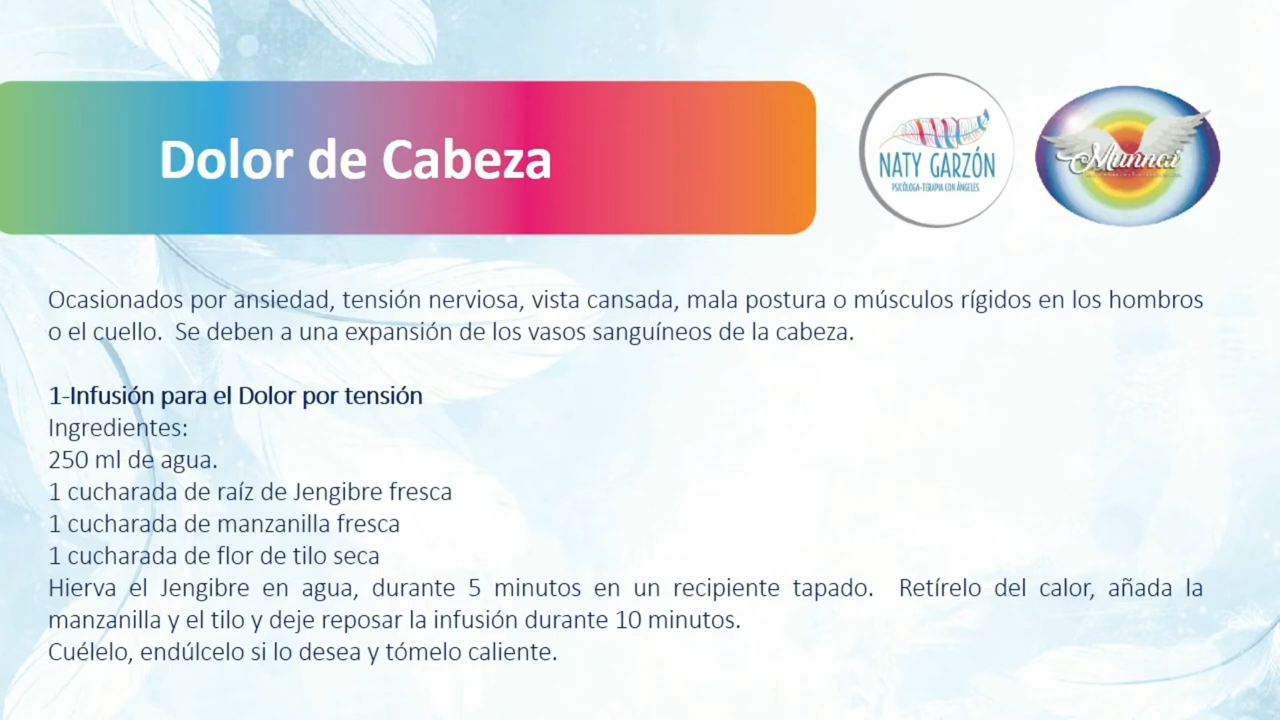 Dolor de Cabeza
NATY GARZÓN
PSICÓLOGA-TERAPIA CON ÁNGELES
Munnai
Ocasionados por ansiedad, tensión nerviosa, vista cansada, mala postura o músculos rígidos en los hombros
o el cuello.  Se deben a una expansión de los vasos sanguíneos de la cabeza.
1-Infusión para el Dolor por tensión
Ingredientes:
250 ml de agua.
1 cucharada de raíz de Jengibre fresca
1 cucharada de manzanilla fresca
1 cucharada de flor de tilo seca
Hierva el Jengibre en agua, durante 5 minutos en un recipiente tapado.  Retírelo del calor, añada la
manzanilla y el tilo y deje reposar la infusión durante 10 minutos.
Cuélelo, endúlcelo si lo desea y tómelo caliente.